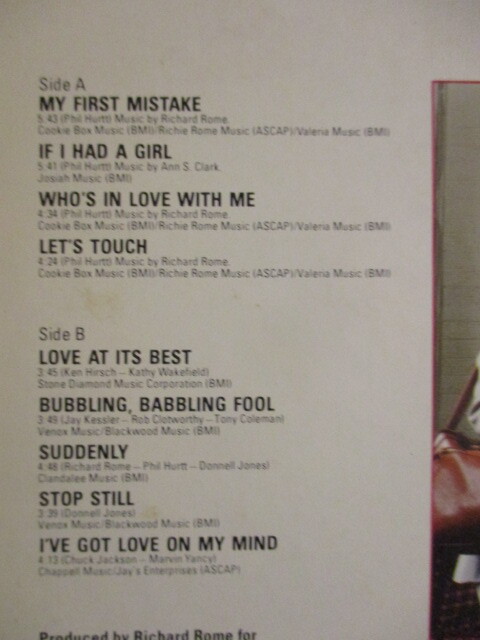 Side A
MY FIRST MISTAKE
5:43 (Phil Hurtt) Music by Richard Rome.
Cookie Box Music (BMI)/Richie Rome Music (ASCAP)/Valeria Music (BMI)
IF I HAD A GIRL
5:41 (Phil Hurtt) Music by Ann S. Clark.
Josiah Music (BMI)
WHO'S IN LOVE WITH ME
4:34 (Phil Hurtt) Music by Richard Rome.
Cookie Box Music (BMI)/Richie Rome Music (ASCAP)/Valeria Music (BMI)
LET'S TOUCH
4:24 (Phil Hurtt) Music by Richard Rome.
Cookie Box Music (BMI)/Richie Rome Music (ASCAP)/Valeria Music (BMI)
Side B
LOVE AT ITS BEST
3:45 (Ken Hirsch – Kathy Wakefield)
Stone Diamond Music Corporation (BMI)
BUBBLING, BABBLING FOOL
3:49 (Jay Kessler – Rob Clotworthy – Tony Coleman)
Venox Music/Blackwood Music (BMI)
SUDDENLY
4:48 (Richard Rome – Phil Hurtt – Donnell Jones)
Clandalee Music (BMI)
STOP STILL
3:39 (Donnell Jones)
Venox Music/Blackwood Music (BMI)
I'VE GOT LOVE ON MY MIND
4:13 (Chuck Jackson – Marvin Yancy)
Chappell Music/Jay's Enterprises (ASCAP)
Produced by Richard Rome for